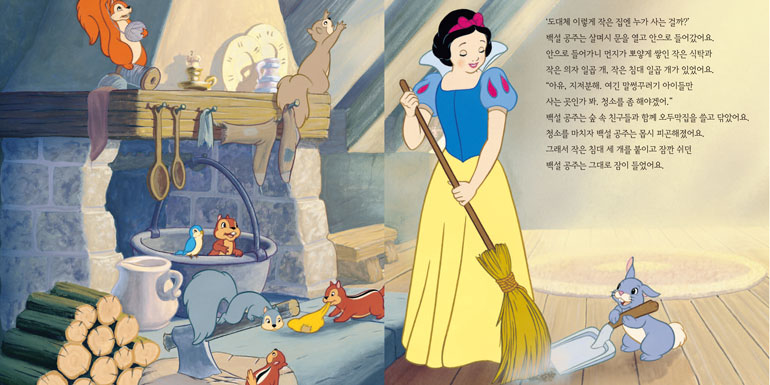 '도대체 이렇게 작은 집엔 누가 사는 걸까?'
백설 공주는 살며시 문을 열고 안으로 들어갔어요.
안으로 들어가니 먼지가 뽀얗게 쌓인 작은 식탁과
작은 의자 일곱 개, 작은 침대 일곱 개가 있었어요.
"아유, 지저분해. 여긴 말썽꾸러기 아이들만
사는 곳인가 봐. 청소를 좀 해야겠어."
백설 공주는 숲 속 친구들과 함께 오두막집을 쓸고 닦았어요.
청소를 마치자 백설 공주는 몹시 피곤해졌어요.
그래서 작은 침대 세 개를 붙이고 잠깐 쉬던
백설 공주는 그대로 잠이 들었어요.